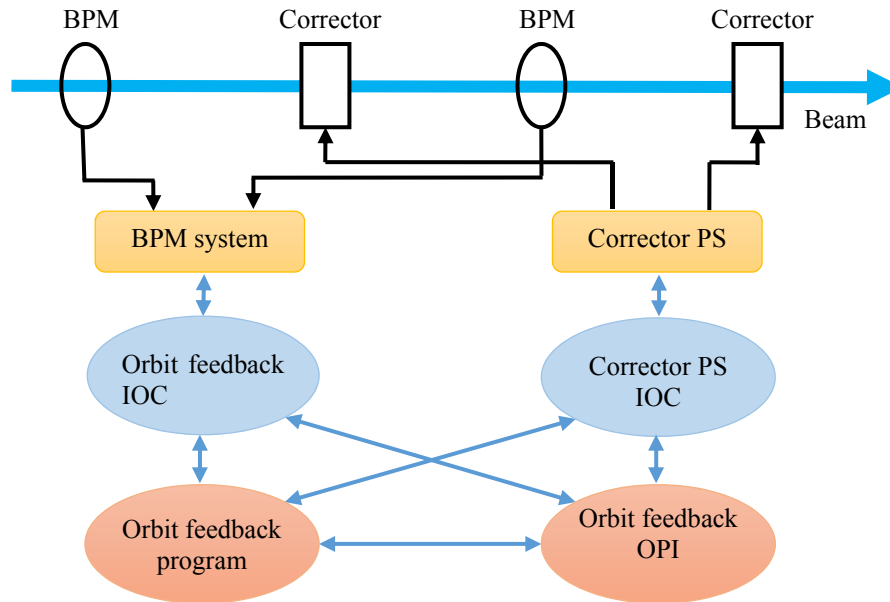 BPM
Corrector
BPM
Corrector
Beam
BPM system
Corrector PS
Orbit feedback
IOC
Corrector PS
IOC
Orbit feedback
program
Orbit feedback
OPI